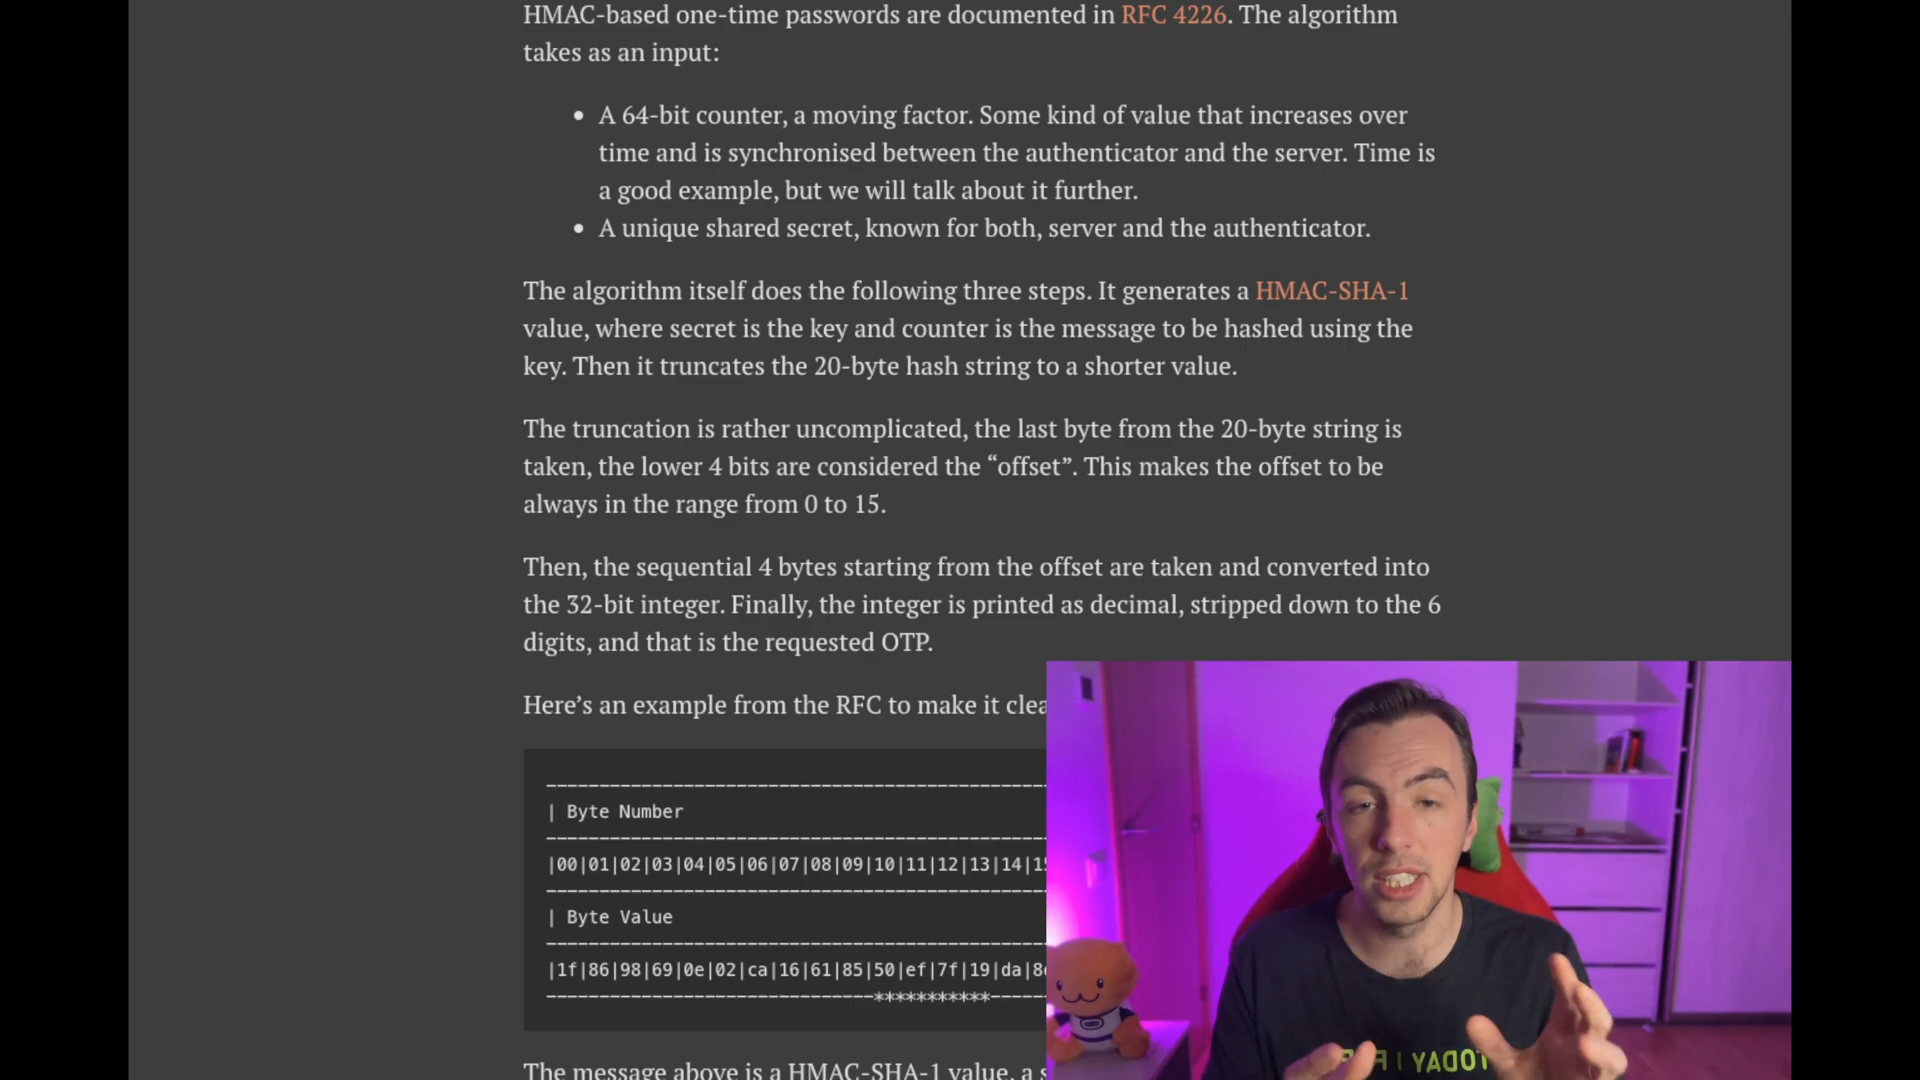 HMAC-based one-time passwords are documented in RFC 4226. The algorithm
takes as an input:
• A 64-bit counter, a moving factor. Some kind of value that increases over
time and is synchronised between the authenticator and the server. Time is
a good example, but we will talk about it further.
• A unique shared secret, known for both, server and the authenticator.
The algorithm itself does the following three steps. It generates a HMAC-SHA-1
value, where secret is the key and counter is the message to be hashed using the
key. Then it truncates the 20-byte hash string to a shorter value.
The truncation is rather uncomplicated, the last byte from the 20-byte string is
taken, the lower 4 bits are considered the “offset”. This makes the offset to be
always in the range from 0 to 15.
Then, the sequential 4 bytes starting from the offset are taken and converted into
the 32-bit integer. Finally, the integer is printed as decimal, stripped down to the 6
digits, and that is the requested OTP.
Here’s an example from the RFC to make it clea
-------------------------------------------------
| Byte Number
-------------------------------------------------
|00|01|02|03|04|05|06|07|08|09|10|11|12|13|14|1
-------------------------------------------------
| Byte Value
-------------------------------------------------
|1f|86|98|69|0e|02|ca|16|61|85|50|ef|7f|19|da|8
-------------------------------***********------
The message above is a HMAC-SHA-1 value, a s
TODAY I